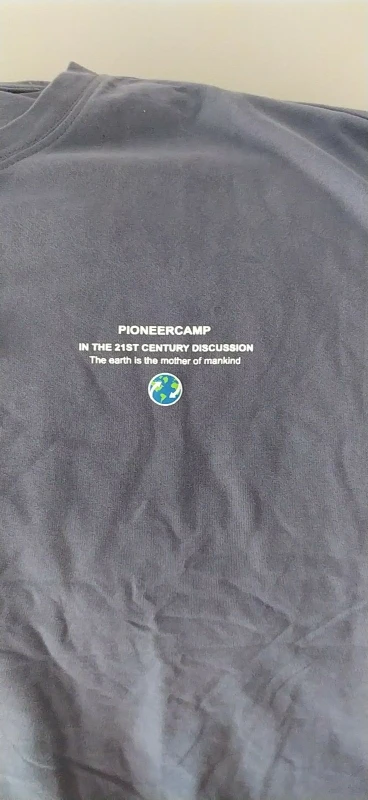 PIONEERCAMP
IN THE 21ST CENTURY DISCUSSION
The earth is the mother of mankind